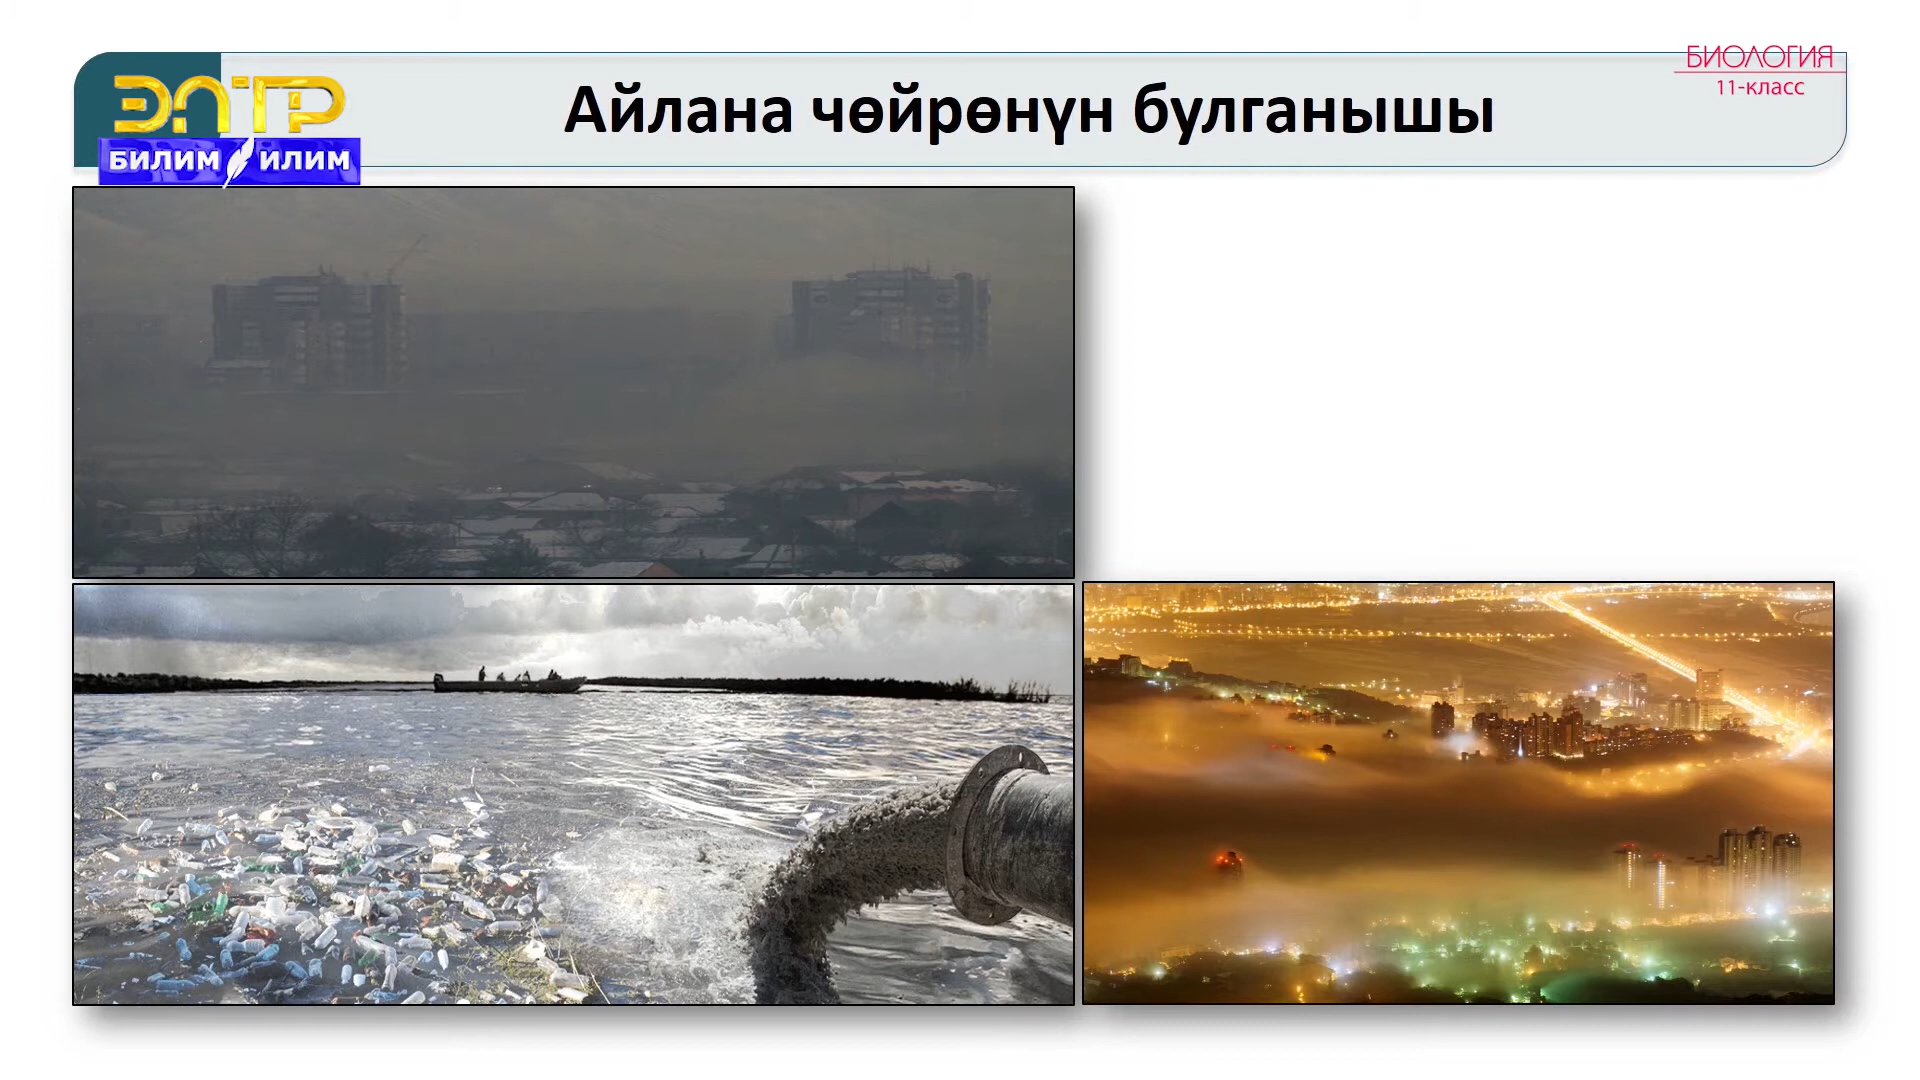 ЭЛТР
БИЛИМ ИЛИМ
Айлана чөйрөнүн булганышы
БИОЛОГИЯ
11-класс